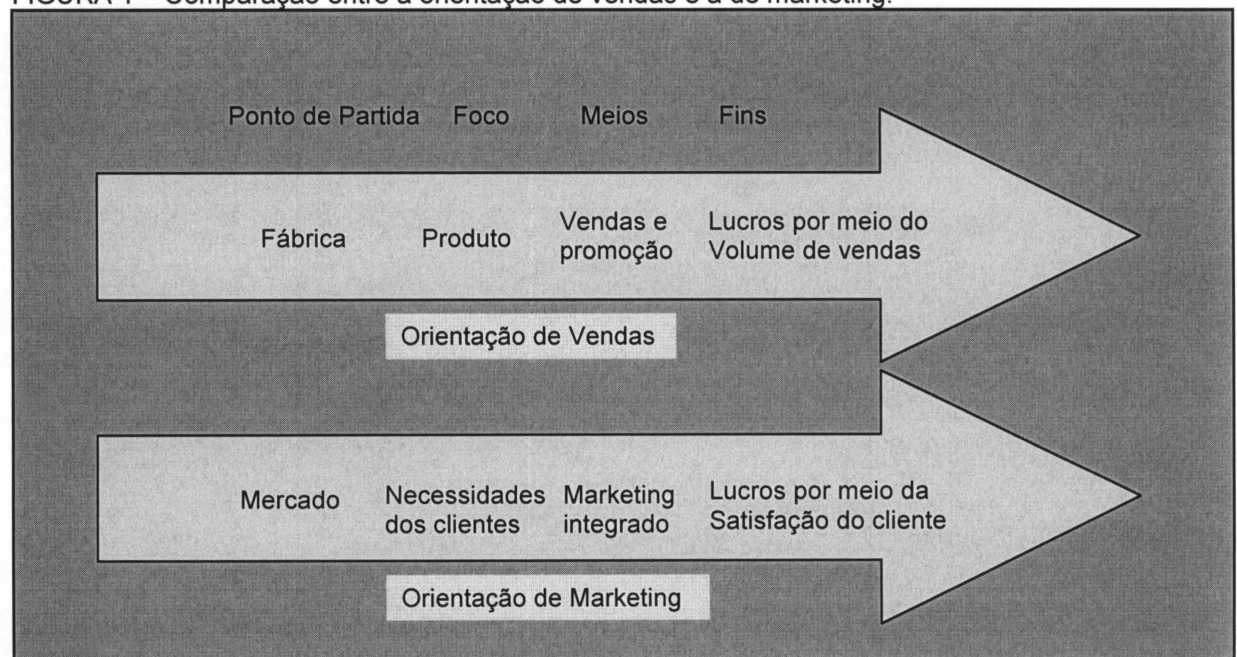 FIGURA 1 – Comparação entre a orientação de vendas e a de marketing.
Ponto de Partida Foco Meios Fins
Fábrica Produto Vendas e promoção Lucros por meio do Volume de vendas
Orientação de Vendas
Mercado Necessidades dos clientes Marketing integrado Lucros por meio da Satisfação do cliente
Orientação de Marketing